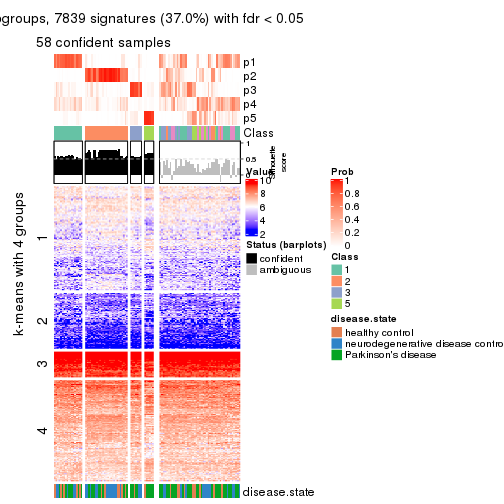 groups, 7839 signatures (37.0%) with fdr < 0.05
58 confident samples
p1
p2
p3
p4
p5
Class
1
0.5
0
Silhouette
score
Value
10
8
6
4
2
Prob
1
0.8
0.6
0.4
0.2
0
Status (barplots)
confident
ambiguous
Class
1
2
3
5
disease.state
healthy control
neurodegenerative disease contro
Parkinson's disease
k-means with 4 groups
1
2
3
4
disease.state